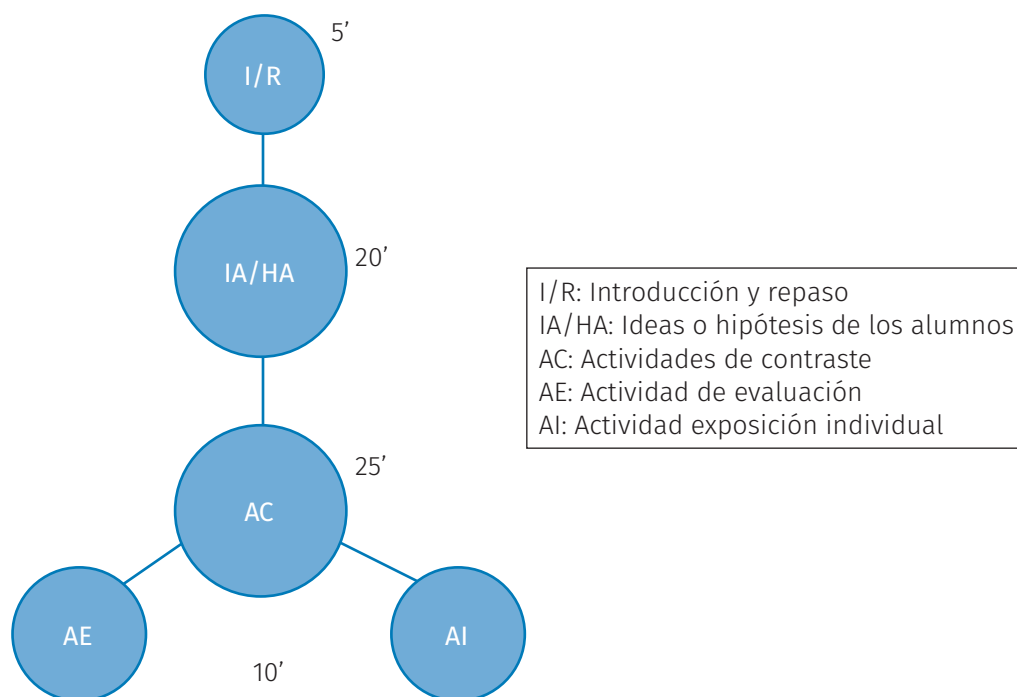 5’
I/R
IA/HA
20’
I/R: Introducción y repaso
IA/HA: Ideas o hipótesis de los alumnos
AC: Actividades de contraste
AE: Actividad de evaluación
AI: Actividad exposición individual
25’
AC
AE
AI
10’